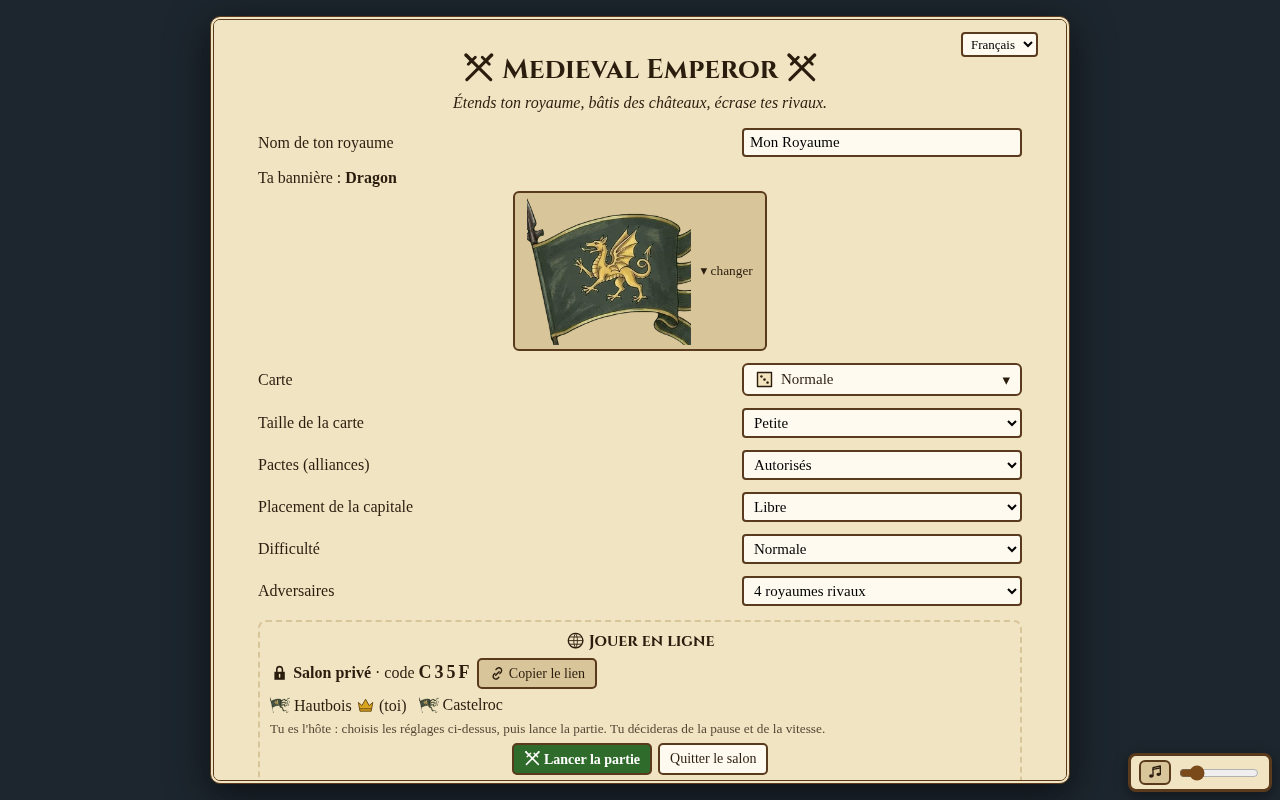 Français
Medieval Emperor
Étends ton royaume, bâtis des châteaux, écrase tes rivaux.
Nom de ton royaume
Mon Royaume
Ta bannière : Dragon
▾ changer
Carte
Normale ▾
Taille de la carte
Petite
Pactes (alliances)
Autorisés
Placement de la capitale
Libre
Difficulté
Normale
Adversaires
4 royaumes rivaux
Jouer en ligne
Salon privé · code C35F Copier le lien
Hautbois (toi) Castelroc
Tu es l'hôte : choisis les réglages ci-dessus, puis lance la partie. Tu décideras de la pause et de la vitesse.
Lancer la partie Quitter le salon